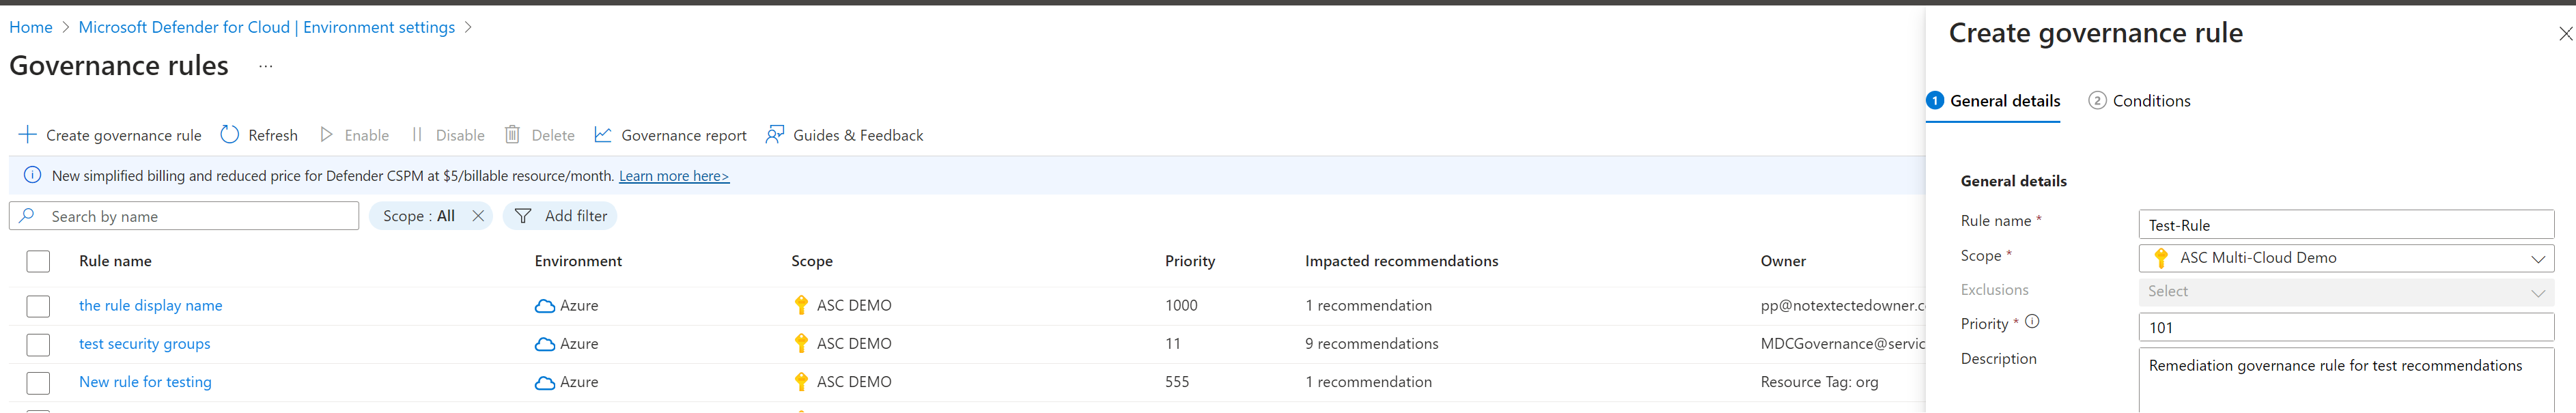 Home > Microsoft Defender for Cloud | Environment settings >
Governance rules ...
Create governance rule Refresh Enable Disable Delete Governance report Guides & Feedback
New simplified billing and reduced price for Defender CSPM at $5/billable resource/month. Learn more here>
Search by name Scope : All Add filter
Rule name Environment Scope Priority Impacted recommendations Owner
the rule display name Azure ASC DEMO 1000 1 recommendation pp@notextectedowner.c
test security groups Azure ASC DEMO 11 9 recommendations MDCGovernance@servic
New rule for testing Azure ASC DEMO 555 1 recommendation Resource Tag: org
Create governance rule
1 General details 2 Conditions
General details
Rule name * Test-Rule
Scope * ASC Multi-Cloud Demo
Exclusions Select
Priority * 101
Description Remediation governance rule for test recommendations